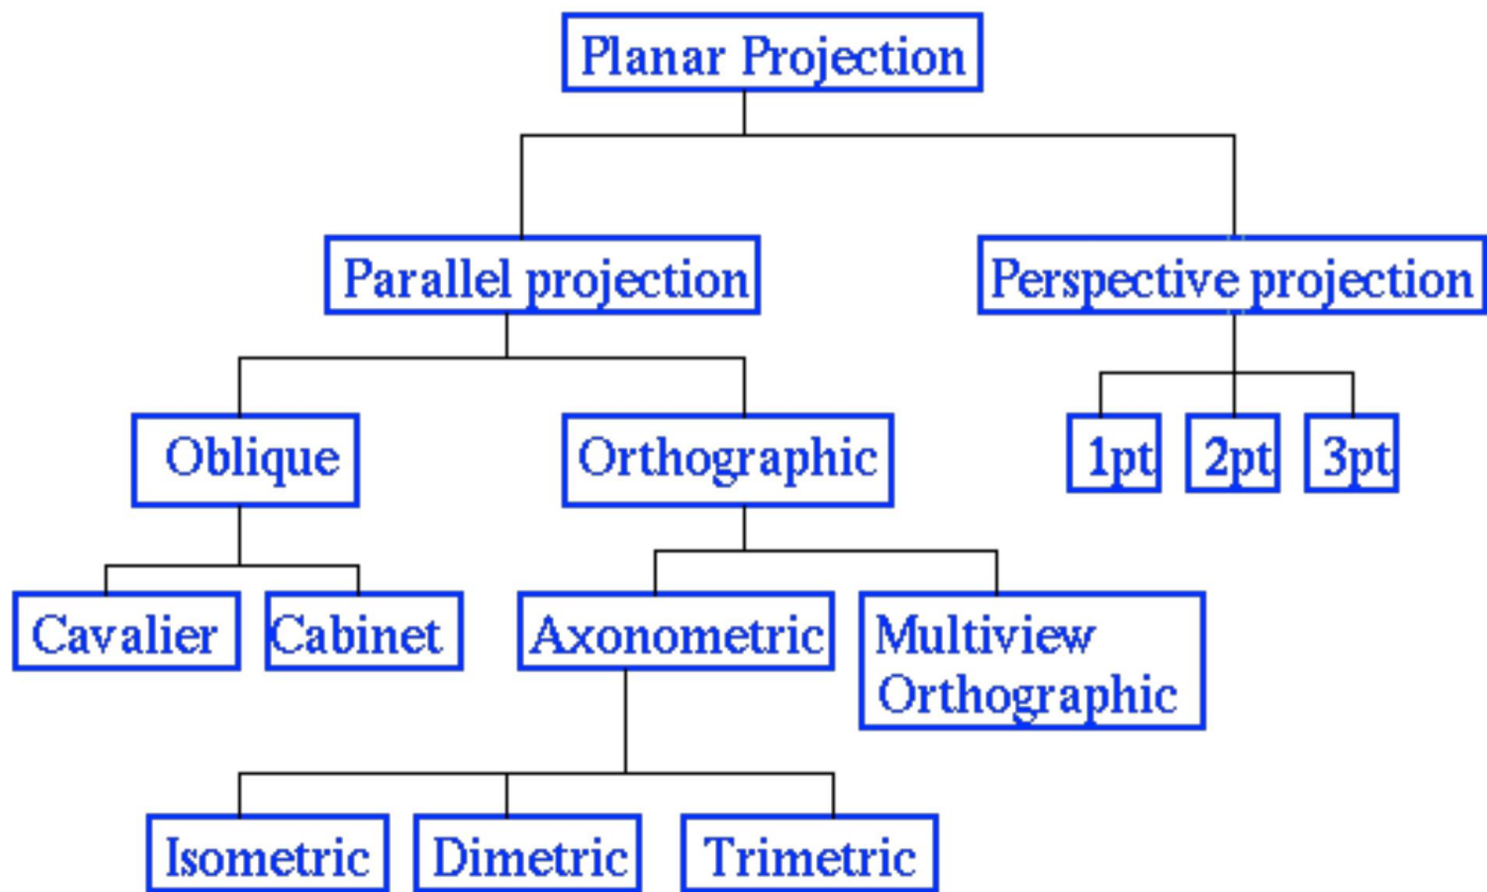 Planar Projection
Parallel projection
Perspective projection
Oblique
Orthographic
1pt
2pt
3pt
Cavalier
Cabinet
Axonometric
Multiview
Orthographic
Isometric
Dimetric
Trimetric